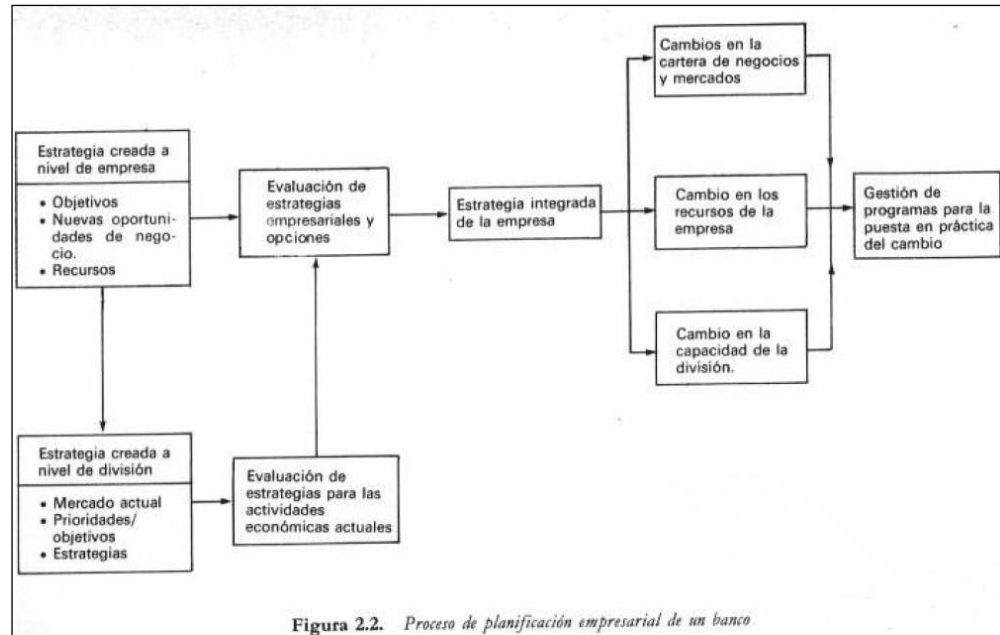 Estrategia creada a
nivel de empresa
• Objetivos
• Nuevas oportuni-
dades de nego-
cio.
• Recursos
Evaluación de
estrategias
empresariales y
opciones
Estrategia integrada
de la empresa
Cambios en la
cartera de negocios
y mercados
Cambio en los
recursos de la
empresa
Cambio en la
capacidad de la
división.
Gestión de
programas para la
puesta en práctica
del cambio
Estrategia creada a
nivel de división
• Mercado actual
• Prioridades/
objetivos
• Estrategias
Evaluación de
estrategias para las
actividades
económicas actuales
Figura 2.2. Proceso de planificación empresarial de un banco